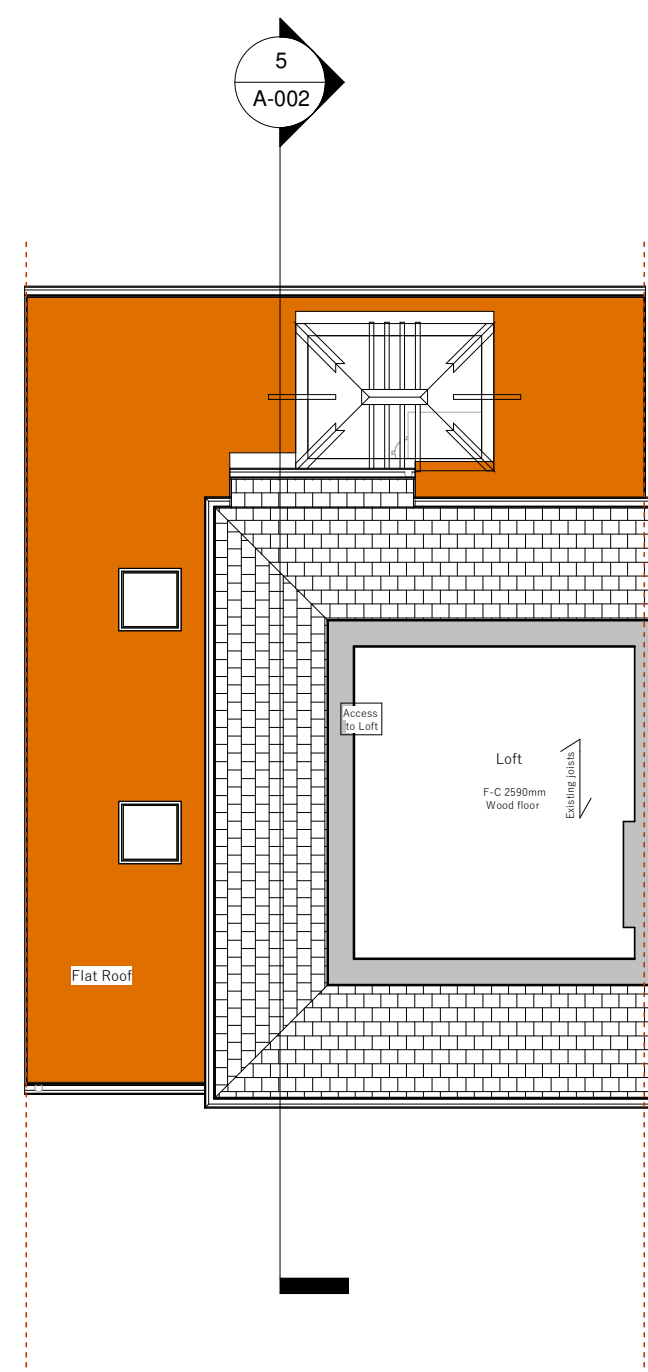 5
A-002
Access
to Loft
Loft
F-C 2590mm
Wood floor
Existing joists
Flat Roof